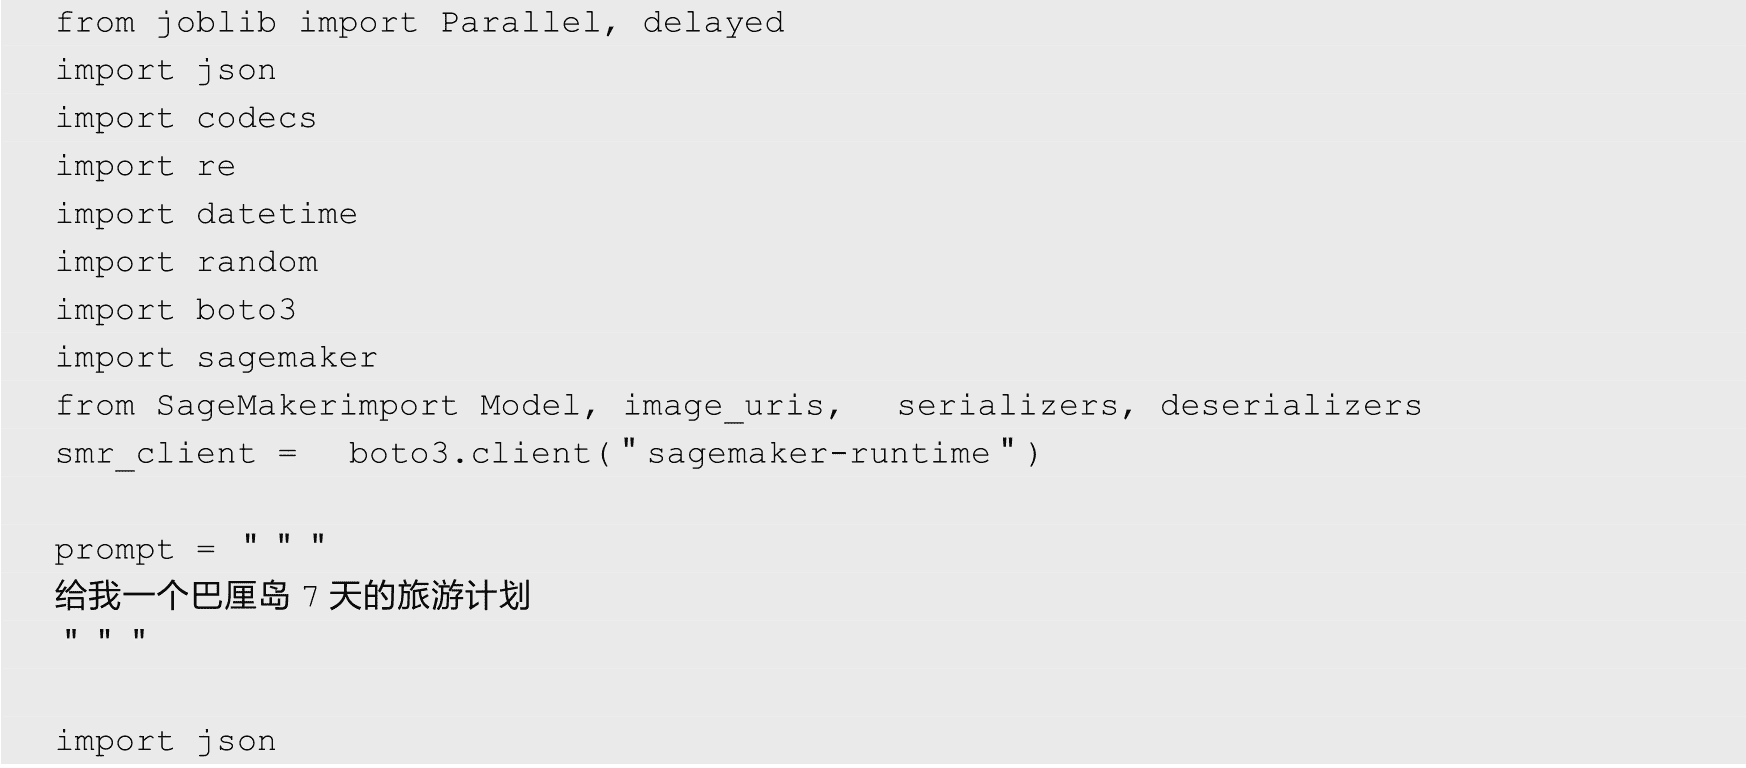 from joblib import Parallel, delayed
import json
import codecs
import re
import datetime
import random
import boto3
import sagemaker
from SageMakerimport Model, image_uris,  serializers, deserializers
smr_client =  boto3.client("sagemaker-runtime")
prompt = """
给我一个巴厘岛 7 天的旅游计划
"""
import json